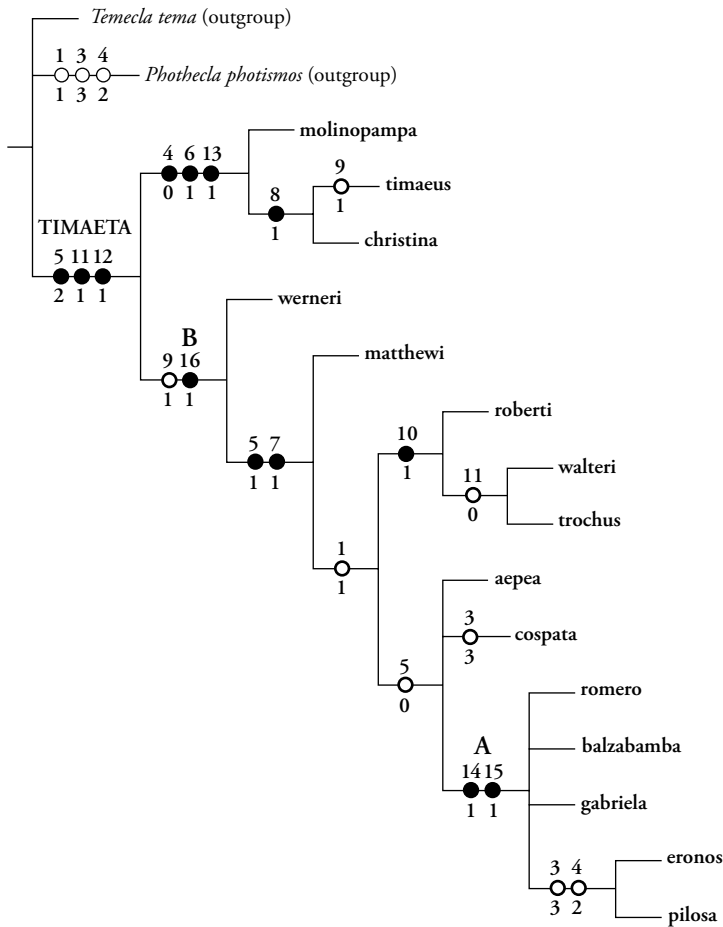 Temecla tema (outgroup)
1 3 4
Phothecla photismos (outgroup)
1 3 2
molinopampa
4 6 13
0 1 1
9
timaeus
1
8
1
christina
TIMAETA
5 11 12
2 1 1
werneri
B
9 16
1 1
matthewi
roberti
10
1
5 7
1 1
walteri
11
0
trochus
1
1
aepea
3
cospata
3
5
0
romero
A
balzabamba
14 15
1 1
gabriela
eronos
3 4
3 2
pilosa